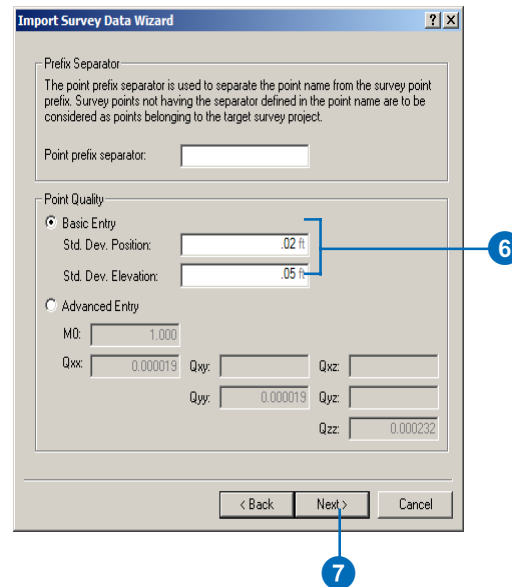 Import Survey Data Wizard
? X
Prefix Separator
The point prefix separator is used to separate the point name from the survey point
prefix. Survey points not having the separator defined in the point name are to be
considered as points belonging to the target survey project.
Point prefix separator:
Point Quality
Basic Entry
Std. Dev. Position: .02 ft
6
Std. Dev. Elevation: .05 ft
Advanced Entry
M0: 1.000
Qxx: 0.000019 Qxy: Qxz:
Qyy: 0.000019 Qyz:
Qzz: 0.000232
< Back Next > Cancel
7